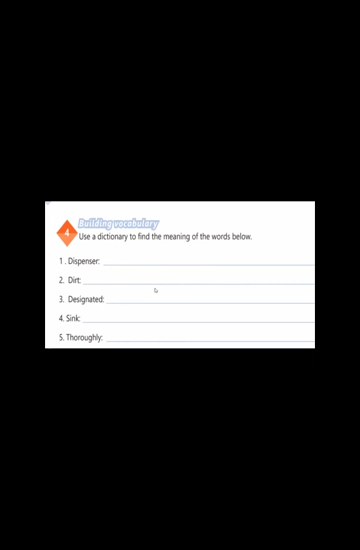 Building vocabulary
4
Use a dictionary to find the meaning of the words below.
1 . Dispenser:
2. Dirt:
3. Designated:
4. Sink:
5. Thoroughly: